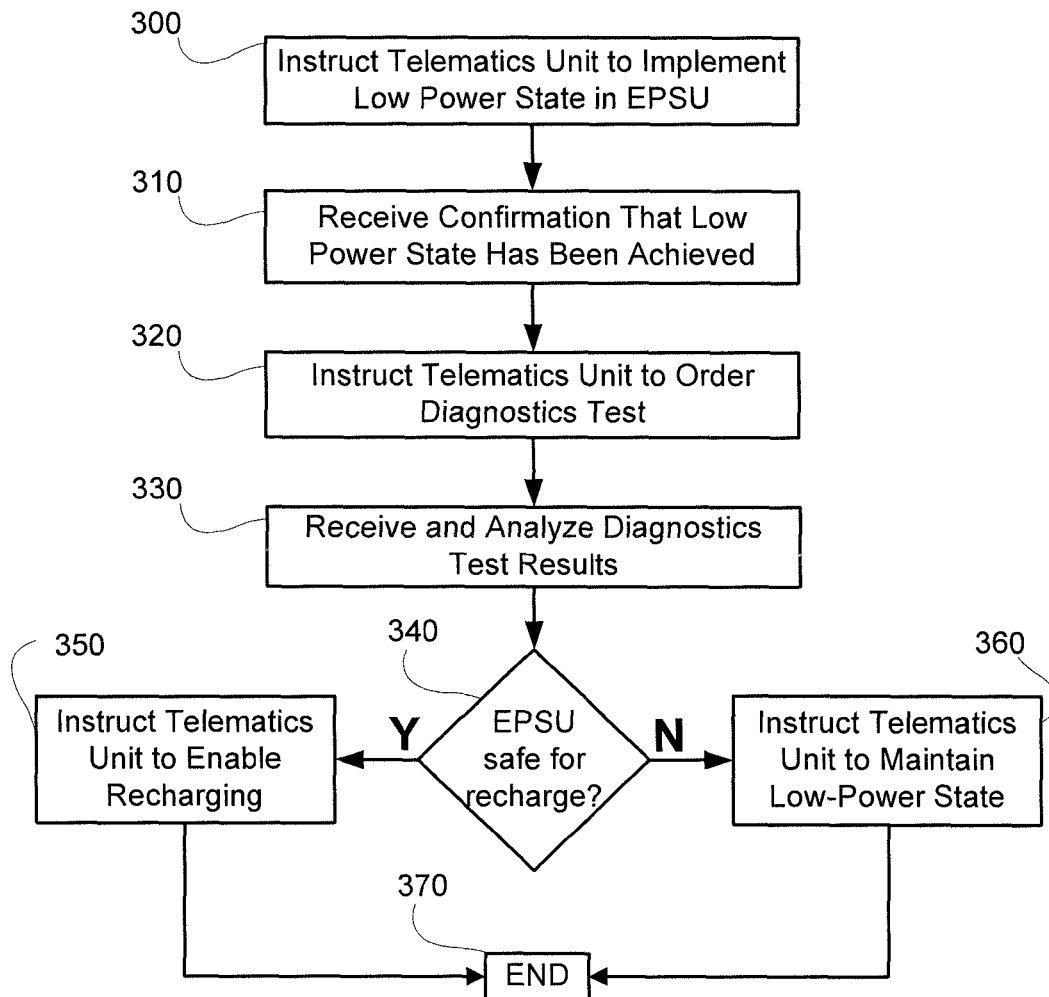 300
Instruct Telematics Unit to Implement
Low Power State in EPSU
310
Receive Confirmation That Low
Power State Has Been Achieved
320
Instruct Telematics Unit to Order
Diagnostics Test
330
Receive and Analyze Diagnostics
Test Results
340
EPSU
safe for
recharge?
Y
N
350
Instruct Telematics
Unit to Enable
Recharging
360
Instruct Telematics
Unit to Maintain
Low-Power State
370
END